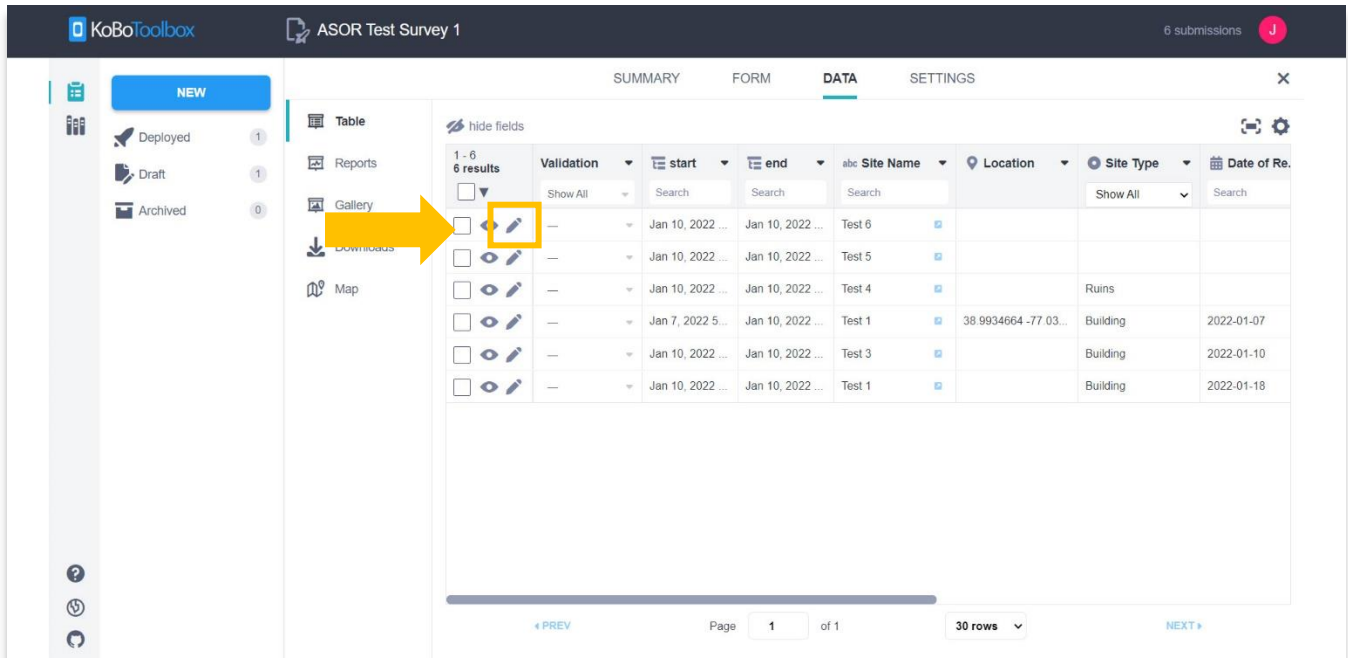 KoBoToolbox
ASOR Test Survey 1
6 submissions
J
NEW
Deployed 1
Draft 1
Archived 0
SUMMARY FORM DATA SETTINGS
Table
Reports
Gallery
Downloads
Map
hide fields
1 - 6
6 results
Validation start end abc Site Name Location Site Type Date of Re.
Show All Search Search Search Show All Search
— Jan 10, 2022 ... Jan 10, 2022 ... Test 6
— Jan 10, 2022 ... Jan 10, 2022 ... Test 5
— Jan 10, 2022 ... Jan 10, 2022 ... Test 4 Ruins
— Jan 7, 2022 5... Jan 10, 2022 ... Test 1 38.9934664 -77.03... Building 2022-01-07
— Jan 10, 2022 ... Jan 10, 2022 ... Test 3 Building 2022-01-10
— Jan 10, 2022 ... Jan 10, 2022 ... Test 1 Building 2022-01-18
PREV Page 1 of 1 30 rows NEXT